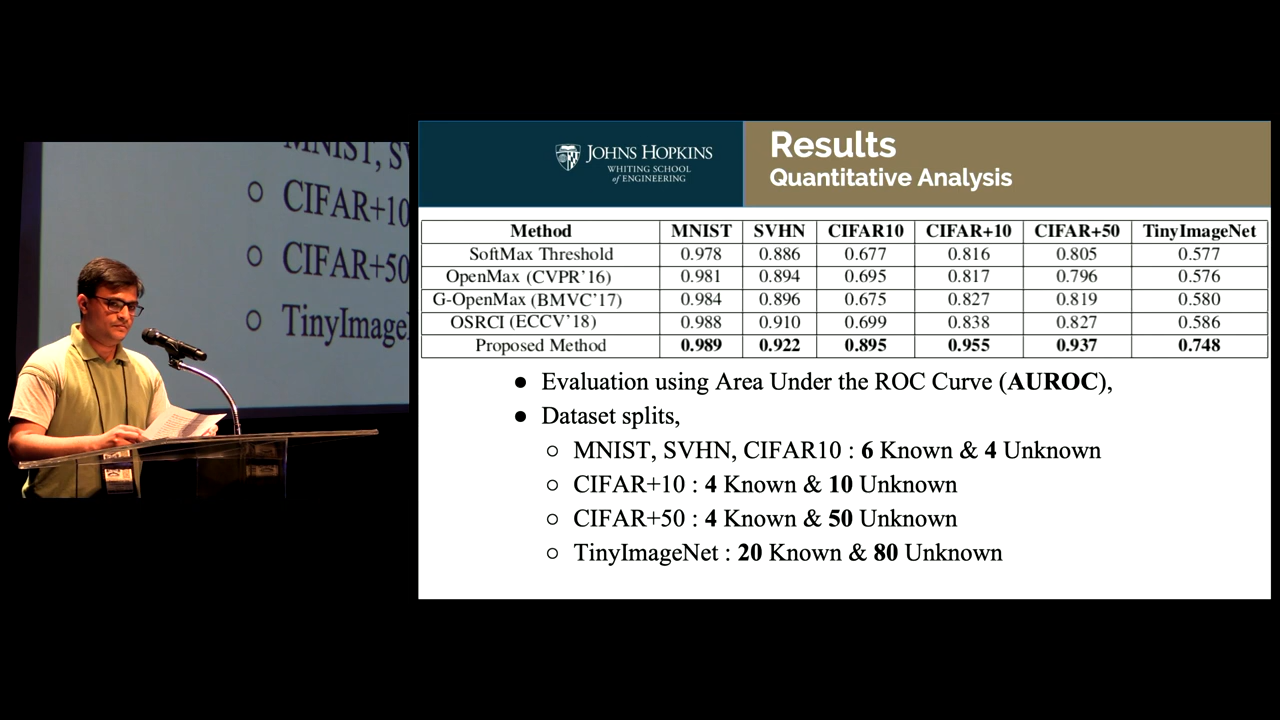 MNIST, SV
○ CIFAR+10
○ CIFAR+50
○ TinyImage
JOHNS HOPKINS
WHITING SCHOOL
of ENGINEERING
Results
Quantitative Analysis
Method MNIST SVHN CIFAR10 CIFAR+10 CIFAR+50 TinyImageNet
SoftMax Threshold 0.978 0.886 0.677 0.816 0.805 0.577
OpenMax (CVPR'16) 0.981 0.894 0.695 0.817 0.796 0.576
G-OpenMax (BMVC'17) 0.984 0.896 0.675 0.827 0.819 0.580
OSRCI (ECCV'18) 0.988 0.910 0.699 0.838 0.827 0.586
Proposed Method 0.989 0.922 0.895 0.955 0.937 0.748
● Evaluation using Area Under the ROC Curve (AUROC),
● Dataset splits,
○ MNIST, SVHN, CIFAR10 : 6 Known & 4 Unknown
○ CIFAR+10 : 4 Known & 10 Unknown
○ CIFAR+50 : 4 Known & 50 Unknown
○ TinyImageNet : 20 Known & 80 Unknown